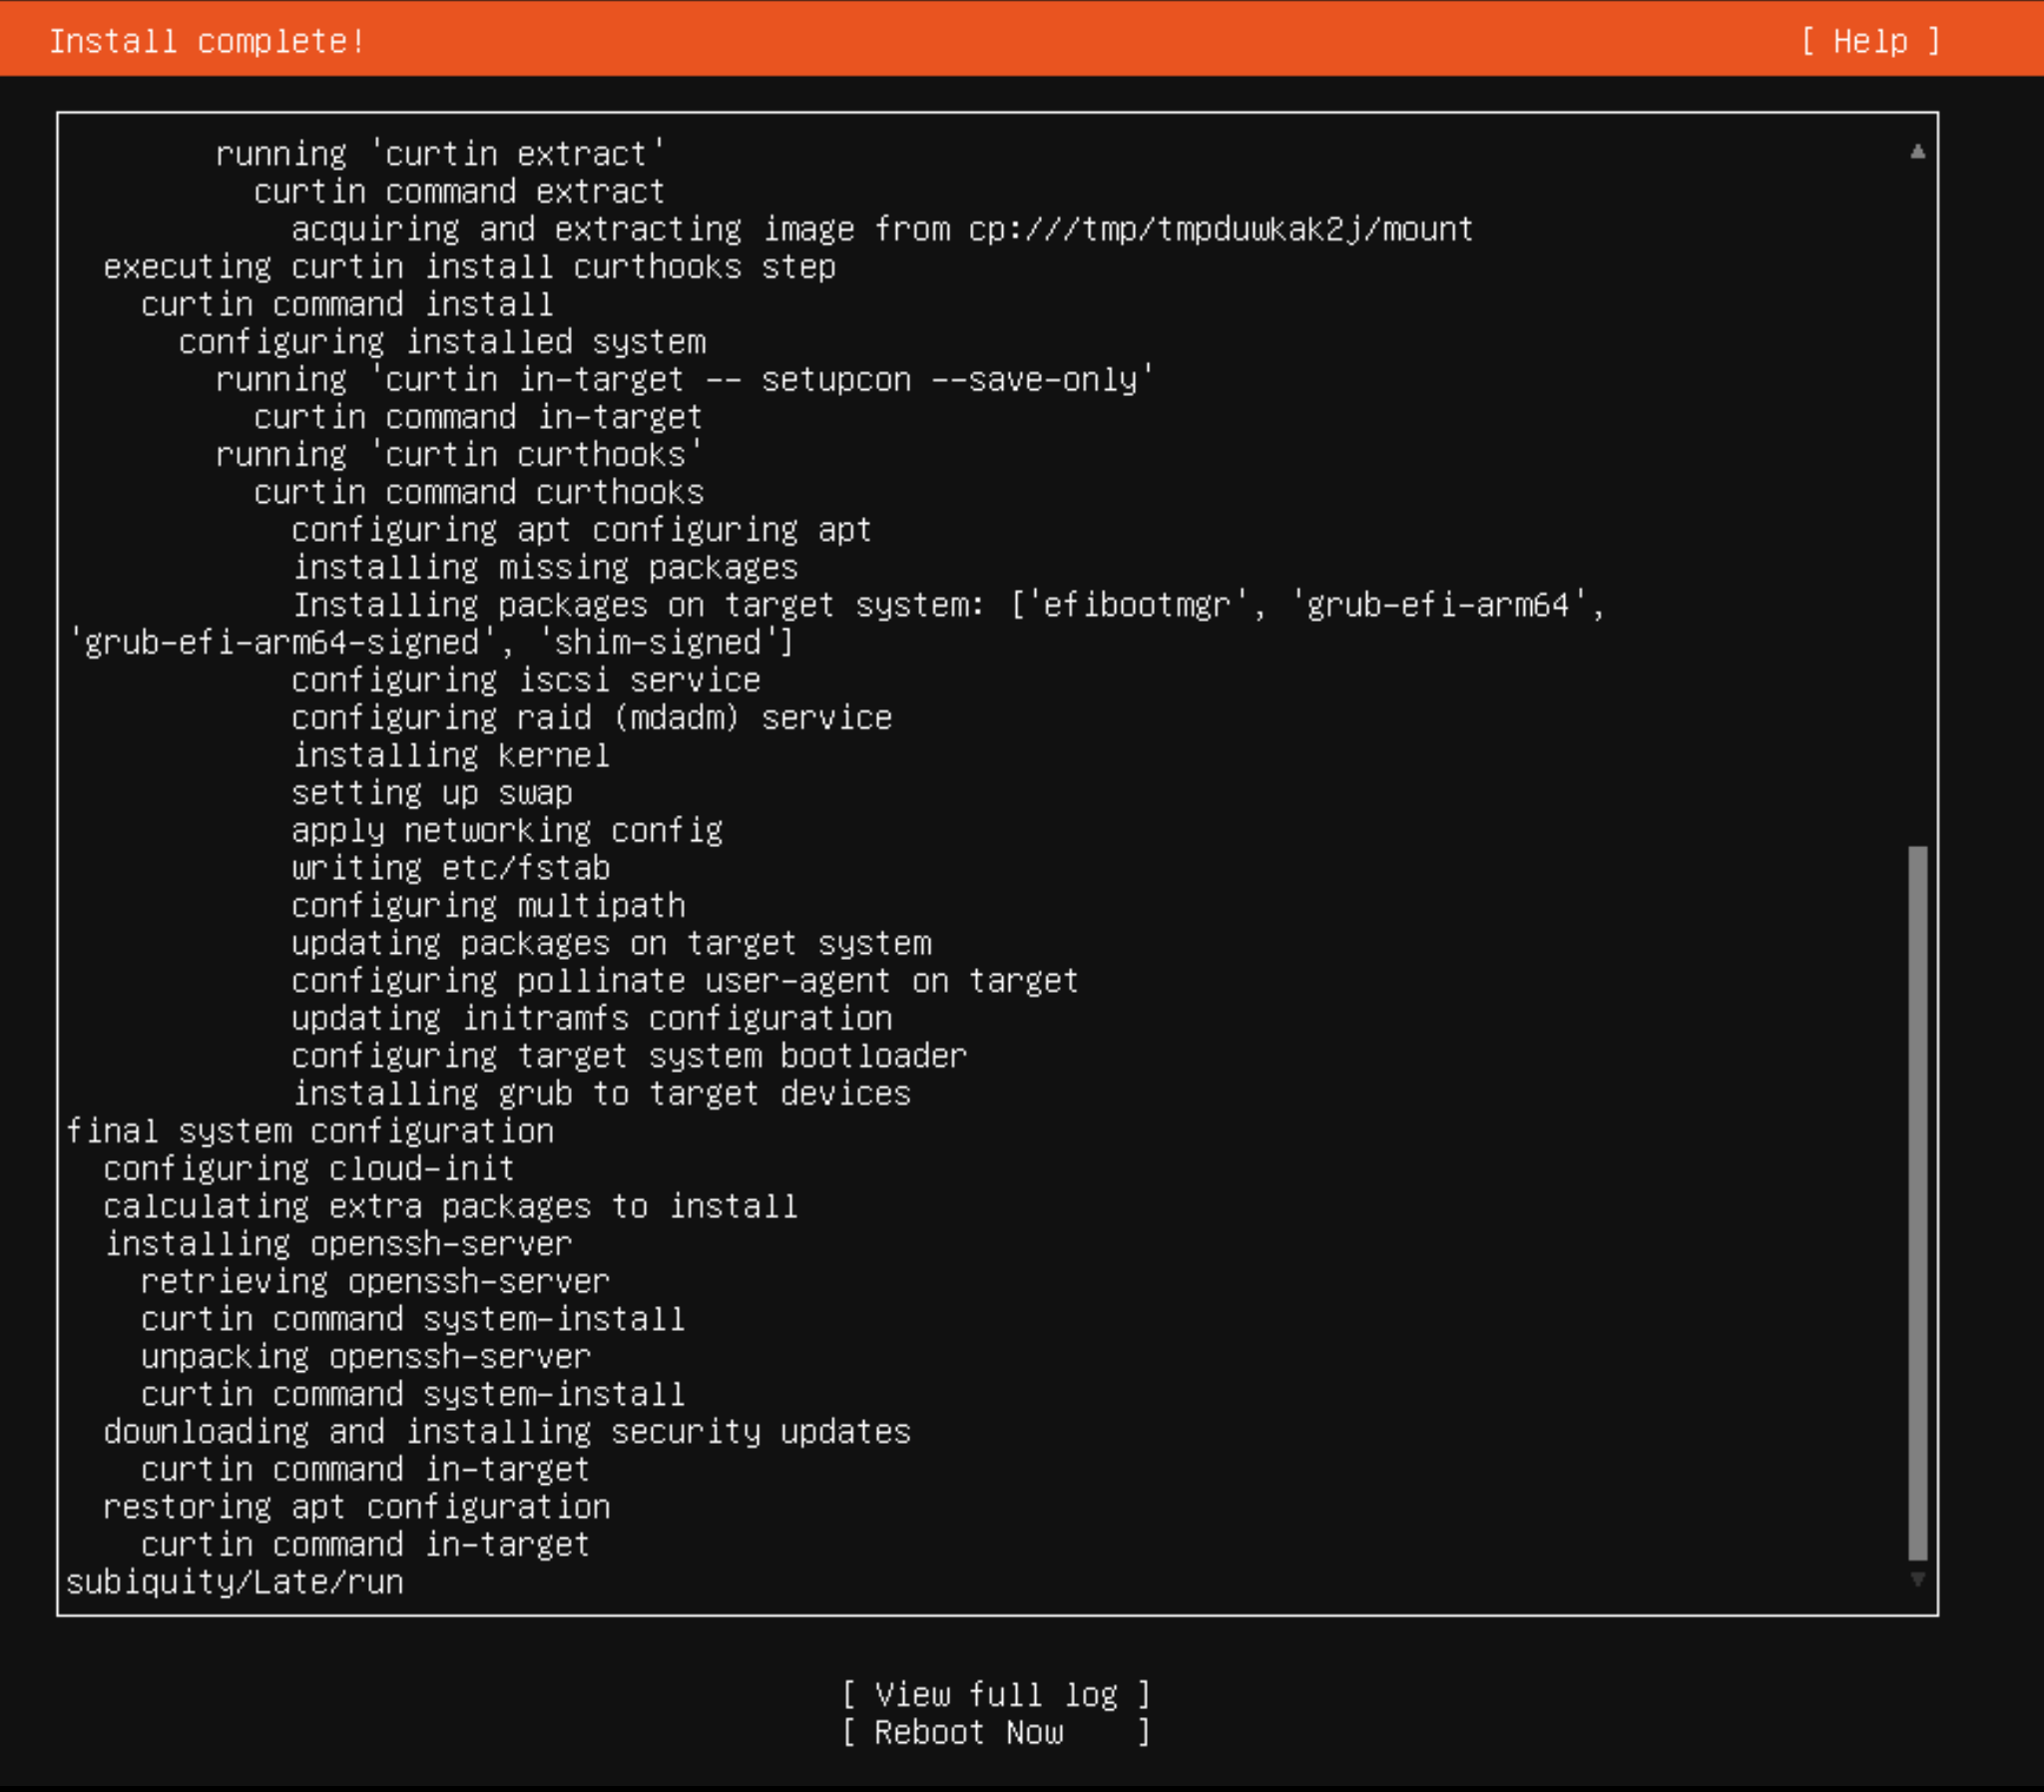 Install complete!
[ Help ]
running 'curtin extract'
curtin command extract
acquiring and extracting image from cp:///tmp/tmpduwkak2j/mount
executing curtin install curthooks step
curtin command install
configuring installed system
running 'curtin in-target -- setupcon --save-only'
curtin command in-target
running 'curtin curthooks'
curtin command curthooks
configuring apt configuring apt
installing missing packages
Installing packages on target system: ['efibootmgr', 'grub-efi-arm64',
'grub-efi-arm64-signed', 'shim-signed']
configuring iscsi service
configuring raid (mdadm) service
installing kernel
setting up swap
apply networking config
writing etc/fstab
configuring multipath
updating packages on target system
configuring pollinate user-agent on target
updating initramfs configuration
configuring target system bootloader
installing grub to target devices
final system configuration
configuring cloud-init
calculating extra packages to install
installing openssh-server
retrieving openssh-server
curtin command system-install
unpacking openssh-server
curtin command system-install
downloading and installing security updates
curtin command in-target
restoring apt configuration
curtin command in-target
subiquity/Late/run
[ View full log ]
[ Reboot Now ]